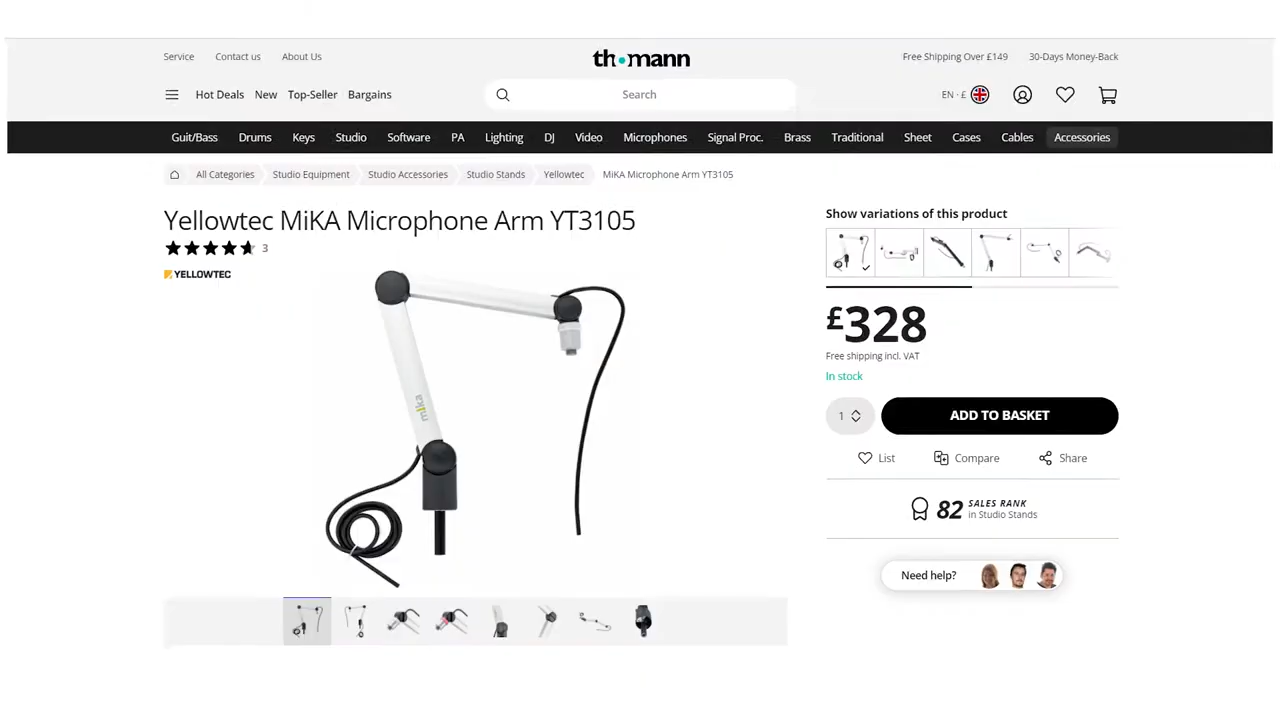 Service Contact us About Us
th•mann
Free Shipping Over £149 30-Days Money-Back
Hot Deals New Top-Seller Bargains
Search
EN · £
Guit/Bass Drums Keys Studio Software PA Lighting DJ Video Microphones Signal Proc. Brass Traditional Sheet Cases Cables Accessories
All Categories Studio Equipment Studio Accessories Studio Stands Yellowtec MiKA Microphone Arm YT3105
Yellowtec MiKA Microphone Arm YT3105
3
YELLOWTEC
mika
Show variations of this product
£328
Free shipping incl. VAT
In stock
1 ADD TO BASKET
List Compare Share
82 SALES RANK
in Studio Stands
Need help?